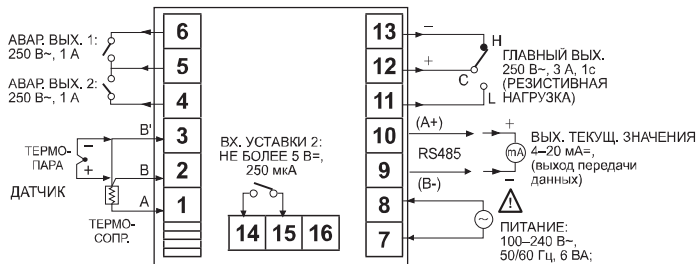 АВАР. ВЫХ. 1:
250 В~, 1 А
АВАР. ВЫХ. 2:
250 В~, 1 А
6
5
4
3
2
1
B'
B
A
ТЕРМО-
ПАРА
−
+
ДАТЧИК
ТЕРМО-
СОПР.
ВХ. УСТАВКИ 2:
НЕ БОЛЕЕ 5 В=,
250 мкА
14
15
16
13
12
11
10
9
8
7
−
+
H
C
L
ГЛАВНЫЙ ВЫХ.
250 В~, 3 А, 1с
(РЕЗИСТИВНАЯ
НАГРУЗКА)
(A+)
RS485
(B-)
+
mA
−
ВЫХ. ТЕКУЩ. ЗНАЧЕНИЯ
4–20 мА=,
(выход передачи
данных)
~
!
ПИТАНИЕ:
100–240 В~,
50/60 Гц, 6 ВА;